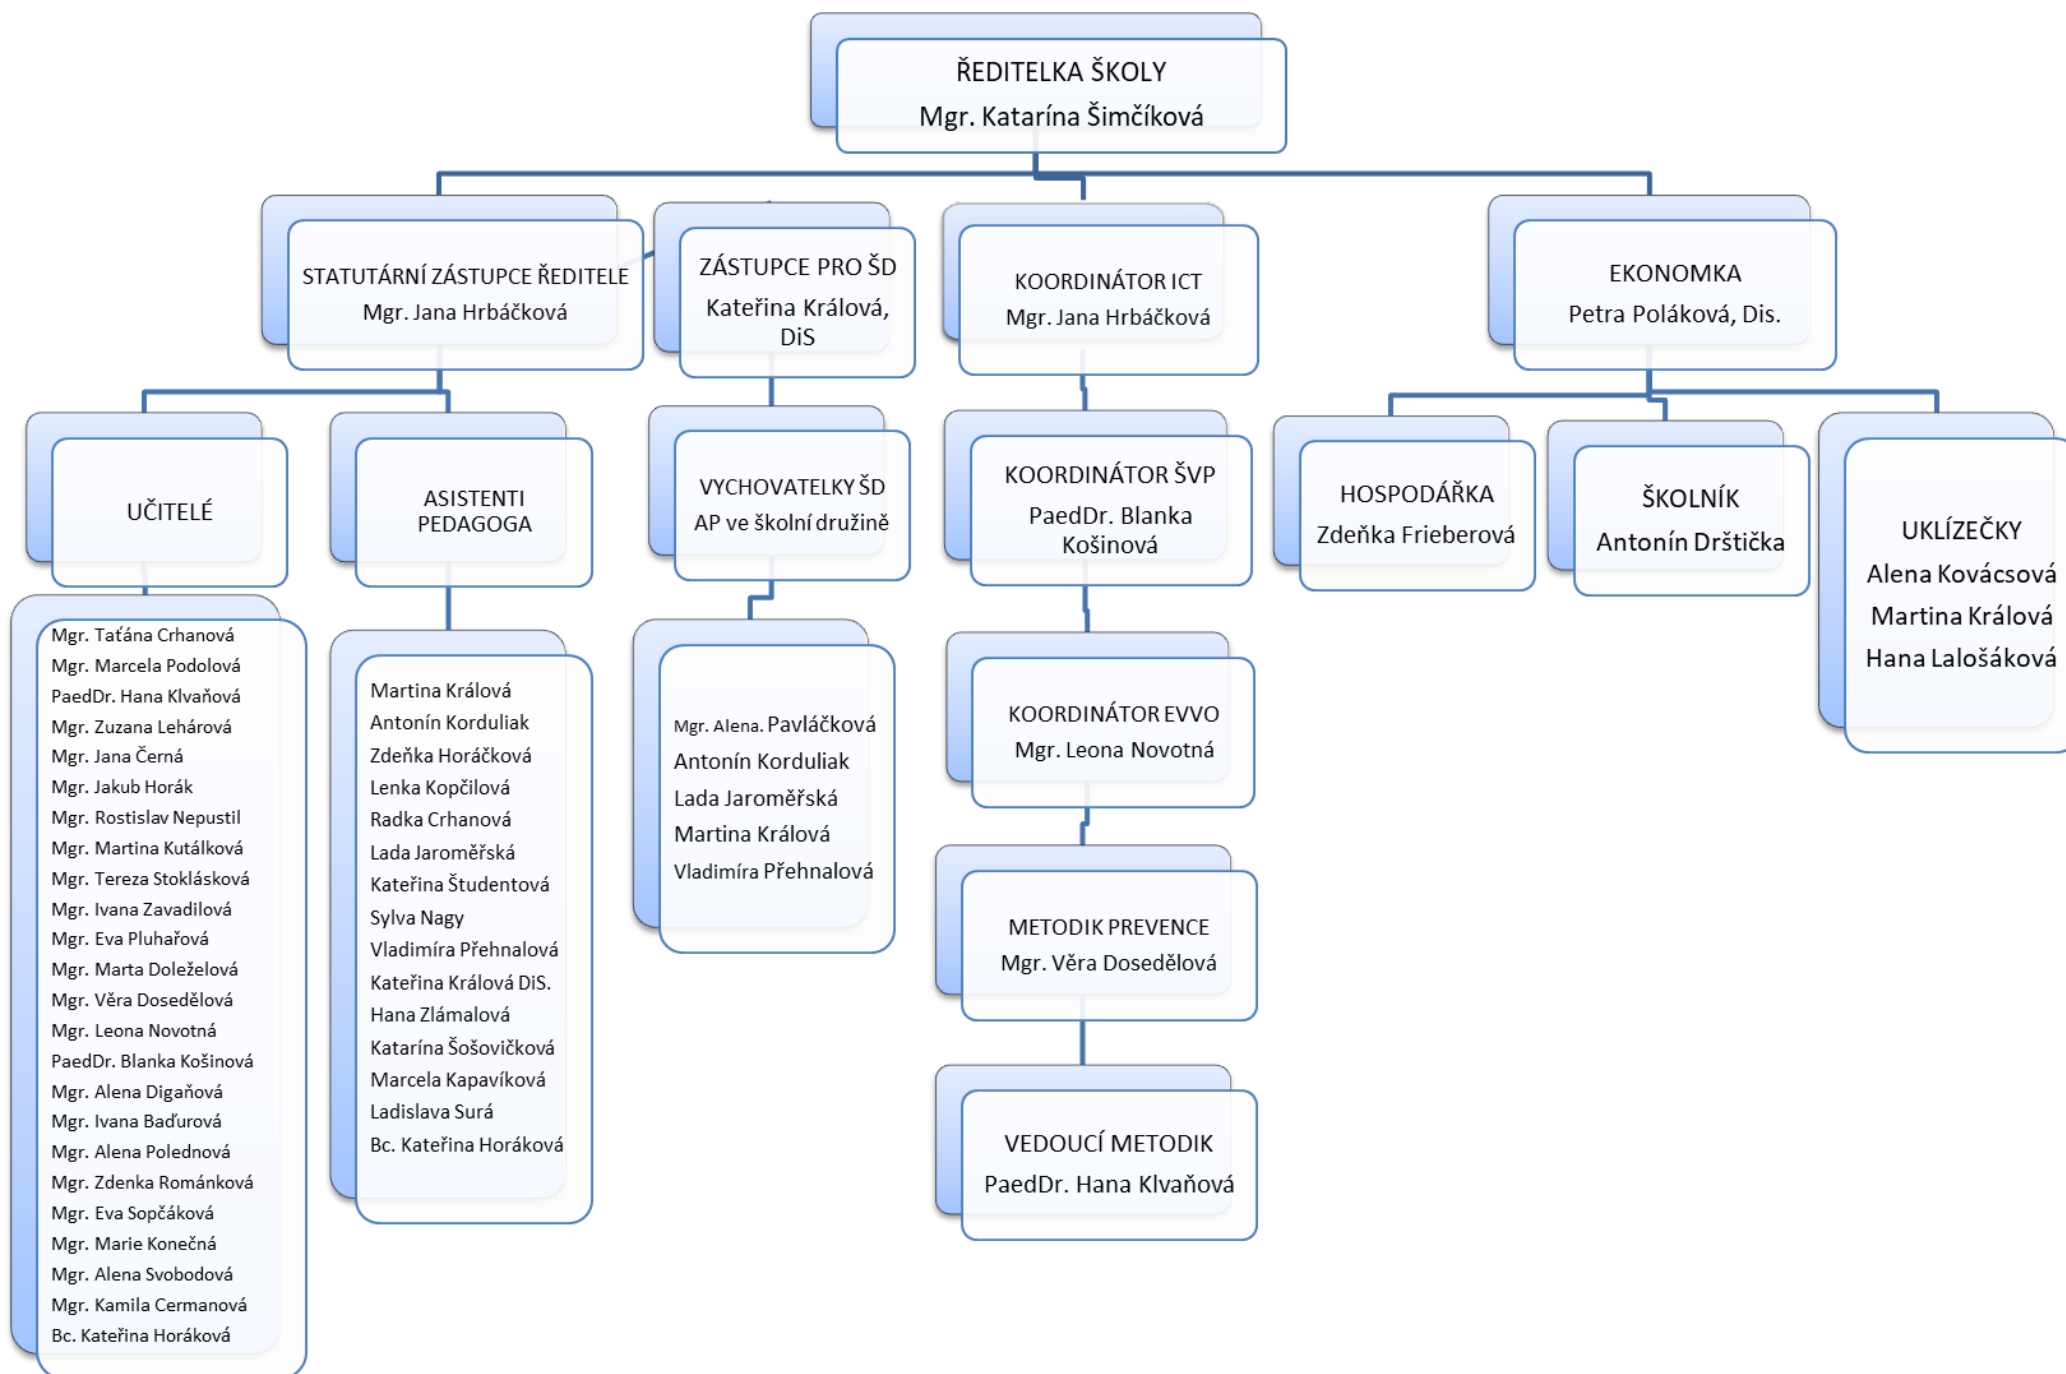 ŘEDITELKA ŠKOLY
Mgr. Katarína Šimčíková
STATUTÁRNÍ ZÁSTUPCE ŘEDITELE
Mgr. Jana Hrbáčková
ZÁSTUPCE PRO ŠD
Kateřina Králová,
DiS
KOORDINÁTOR ICT
Mgr. Jana Hrbáčková
EKONOMKA
Petra Poláková, Dis.
UČITELÉ
ASISTENTI
PEDAGOGA
VYCHOVATELKY ŠD
AP ve školní družině
KOORDINÁTOR ŠVP
PaedDr. Blanka
Košinová
HOSPODÁŘKA
Zdeňka Frieberová
ŠKOLNÍK
Antonín Drštička
UKLÍZEČKY
Alena Kovácsová
Martina Králová
Hana Lalošáková
Mgr. Taťána Crhanová
Mgr. Marcela Podolová
PaedDr. Hana Klvaňová
Mgr. Zuzana Lehárová
Mgr. Jana Černá
Mgr. Jakub Horák
Mgr. Rostislav Nepustil
Mgr. Martina Kutálková
Mgr. Tereza Stoklásková
Mgr. Ivana Zavadilová
Mgr. Eva Pluhařová
Mgr. Marta Doleželová
Mgr. Věra Dosedělová
Mgr. Leona Novotná
PaedDr. Blanka Košinová
Mgr. Alena Digaňová
Mgr. Ivana Baďurová
Mgr. Alena Polednová
Mgr. Zdenka Románková
Mgr. Eva Sopčáková
Mgr. Marie Konečná
Mgr. Alena Svobodová
Mgr. Kamila Cermanová
Bc. Kateřina Horáková
Martina Králová
Antonín Korduliak
Zdeňka Horáčková
Lenka Kopčilová
Radka Crhanová
Lada Jaroměřská
Kateřina Študentová
Sylva Nagy
Vladimíra Přehnalová
Kateřina Králová DiS.
Hana Zlámalová
Katarína Šošovičková
Marcela Kapavíková
Ladislava Surá
Bc. Kateřina Horáková
Mgr. Alena. Pavláčková
Antonín Korduliak
Lada Jaroměřská
Martina Králová
Vladimíra Přehnalová
KOORDINÁTOR EVVO
Mgr. Leona Novotná
METODIK PREVENCE
Mgr. Věra Dosedělová
VEDOUCÍ METODIK
PaedDr. Hana Klvaňová